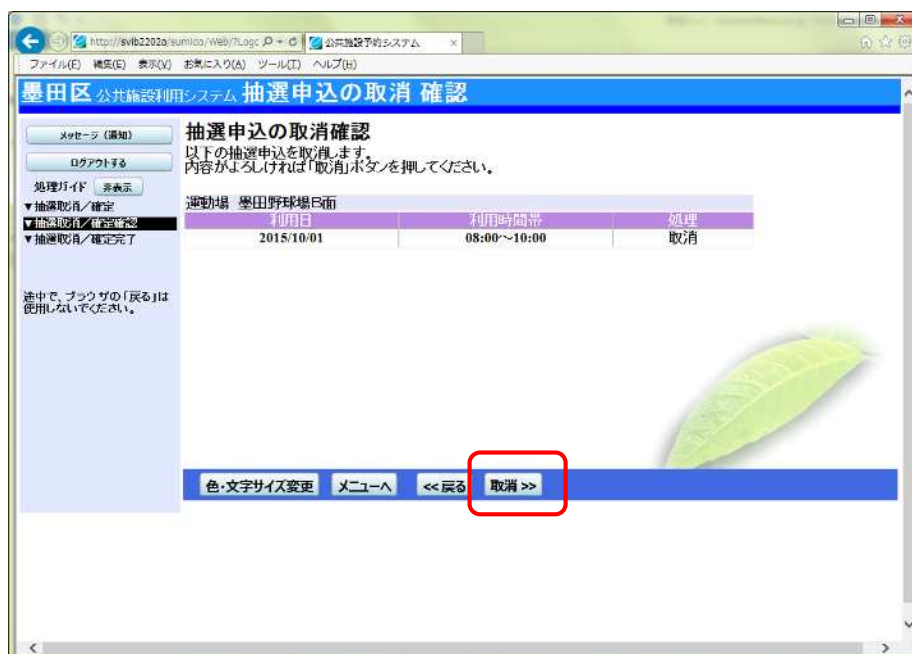 http://svib2202a/sumida/Web/?Logc
公共施設予約システム
ファイル(F) 編集(E) 表示(V) お気に入り(A) ツール(T) ヘルプ(H)
墨田区 公共施設利用システム 抽選申込の取消 確認
メッセージ（通知）
ログアウトする
処理ガイド 非表示
▼抽選取消／確定
▼抽選取消／確定確認
▼抽選取消／確定完了
途中で、ブラウザの「戻る」は
使用しないでください。
抽選申込の取消確認
以下の抽選申込を取消します。
内容がよろしければ「取消」ボタンを押してください。
運動場 墨田野球場B面
利用日 利用時間帯 処理
2015/10/01 08:00～10:00 取消
色・文字サイズ変更 メニューへ <<戻る 取消 >>